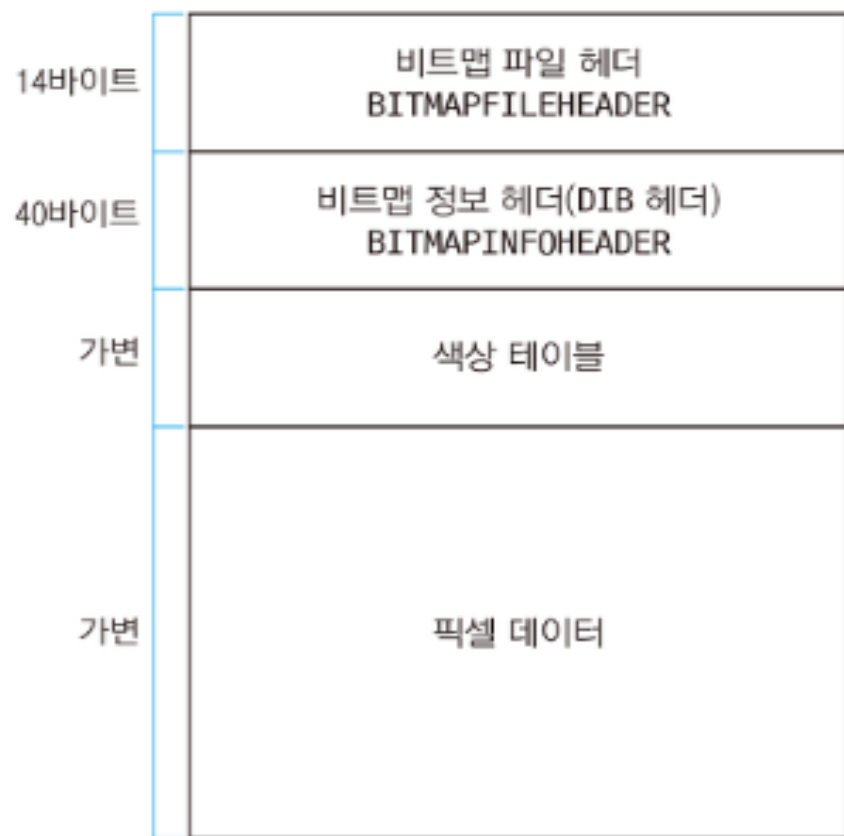 14바이트
비트맵 파일 헤더
BITMAPFILEHEADER
40바이트
비트맵 정보 헤더(DIB 헤더)
BITMAPINFOHEADER
가변
색상 테이블
가변
픽셀 데이터